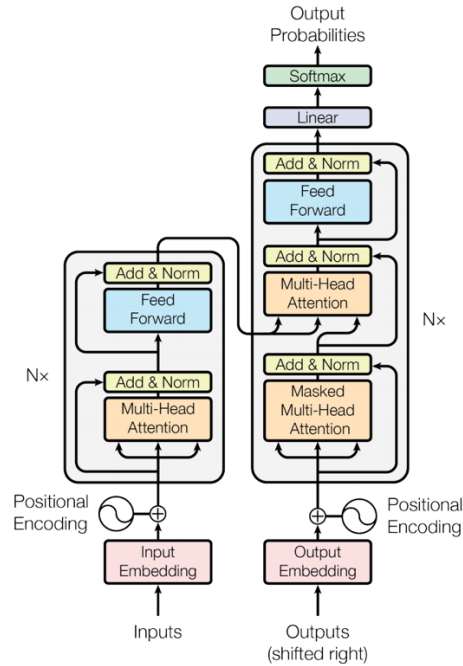 Output
Probabilities
Softmax
Linear
Add & Norm
Feed
Forward
Add & Norm
Multi-Head
Attention
Add & Norm
Masked
Multi-Head
Attention
Nx
Positional
Encoding
Output
Embedding
Outputs
(shifted right)
Add & Norm
Feed
Forward
Add & Norm
Multi-Head
Attention
Nx
Positional
Encoding
Input
Embedding
Inputs